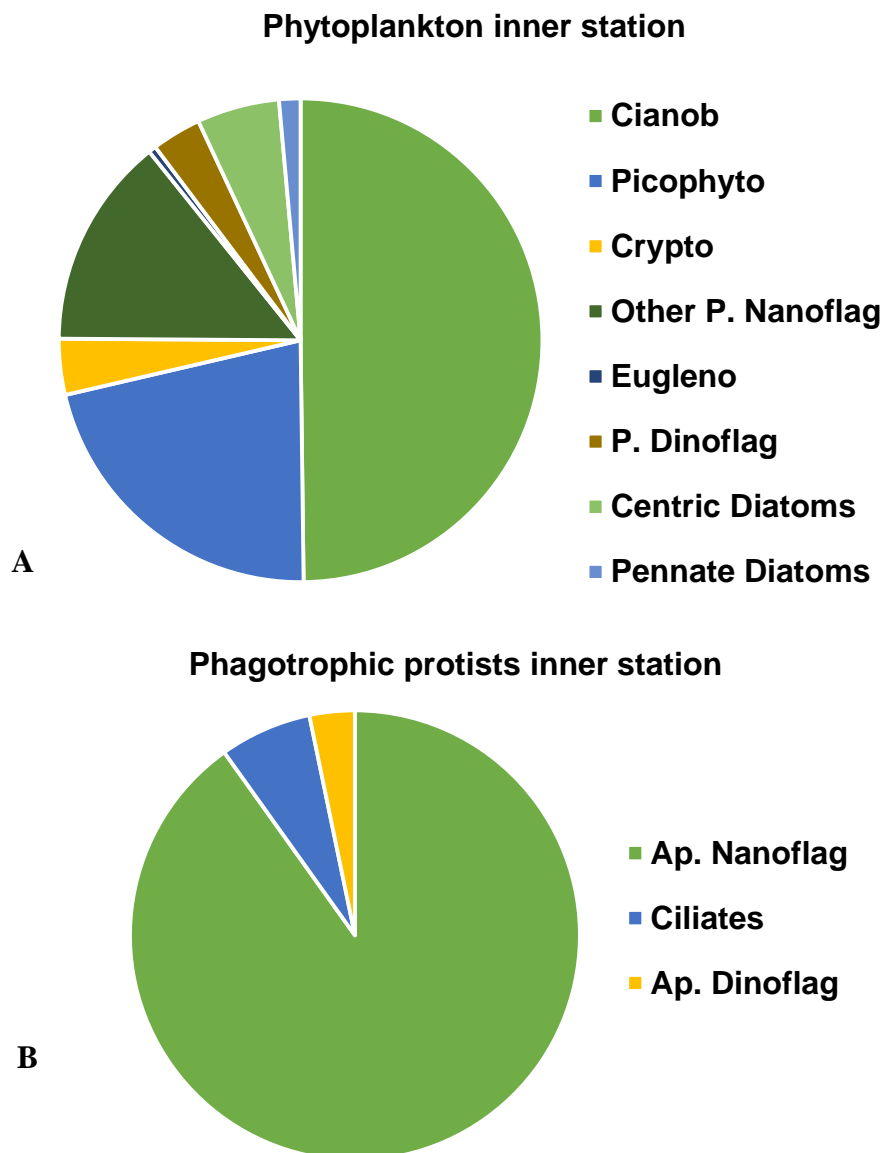 Phytoplankton inner station
Cianob
Picophyto
Crypto
Other P. Nanoflag
Eugleno
P. Dinoflag
Centric Diatoms
Pennate Diatoms
A
Phagotrophic protists inner station
Ap. Nanoflag
Ciliates
Ap. Dinoflag
B